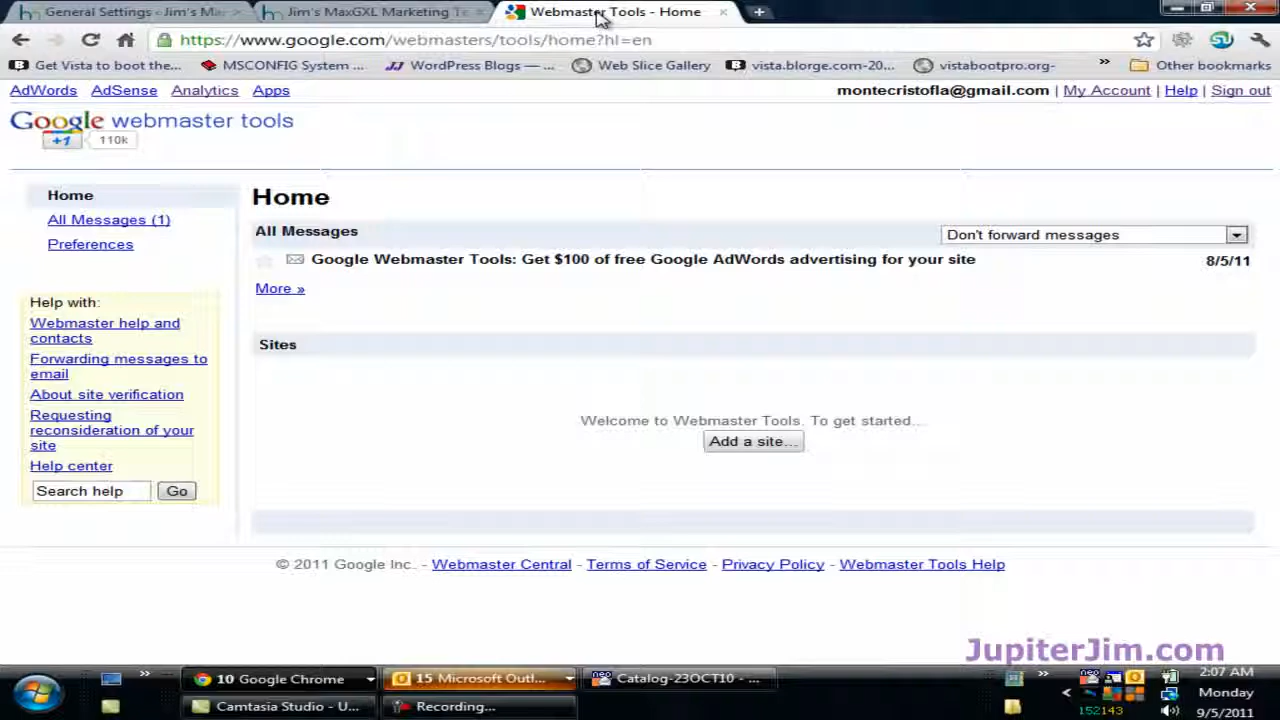 General Settings ‹ Jim's Mar
Jim's MaxGXL Marketing Te
Webmaster Tools - Home
https://www.google.com/webmasters/tools/home?hl=en
Get Vista to boot the...
MSCONFIG System ...
WordPress Blogs — ...
Web Slice Gallery
vista.blorge.com-20...
vistabootpro.org-
»
Other bookmarks
AdWords AdSense Analytics Apps
montecristofla@gmail.com | My Account | Help | Sign out
Google webmaster tools
+1 110k
Home
All Messages (1)
Preferences
Help with:
Webmaster help and
contacts
Forwarding messages to
email
About site verification
Requesting
reconsideration of your
site
Help center
Search help Go
Home
All Messages
Don't forward messages
Google Webmaster Tools: Get $100 of free Google AdWords advertising for your site
8/5/11
More »
Sites
Welcome to Webmaster Tools. To get started...
Add a site...
© 2011 Google Inc. - Webmaster Central - Terms of Service - Privacy Policy - Webmaster Tools Help
JupiterJim.com
10 Google Chrome
15 Microsoft Outl...
Catalog-23OCT10 - ...
2:07 AM
Camtasia Studio - U...
Recording...
Monday
152143
9/5/2011